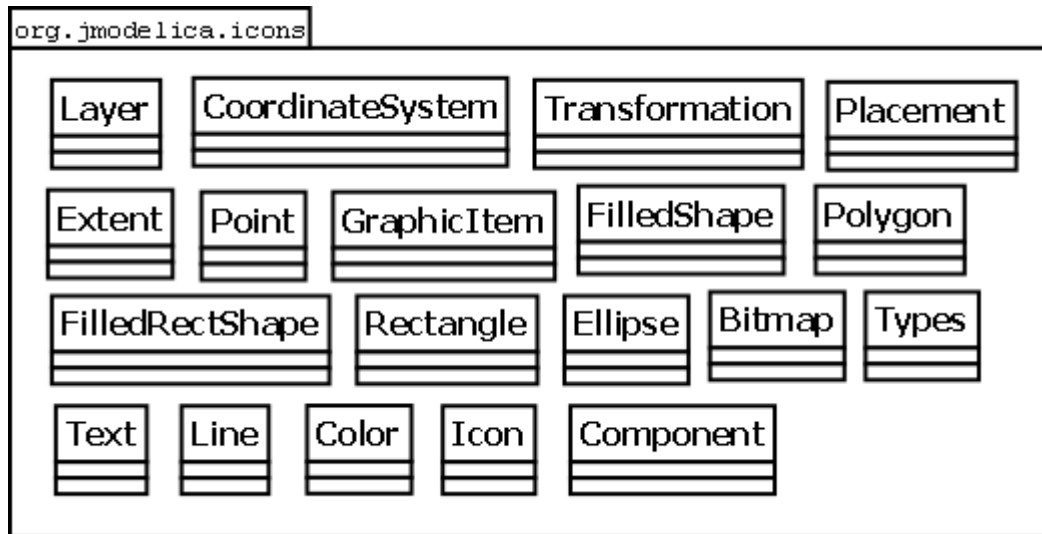 org.jmodelica.icons
Layer CoordinateSystem Transformation Placement
Extent Point GraphicItem FilledShape Polygon
FilledRectShape Rectangle Ellipse Bitmap Types
Text Line Color Icon Component